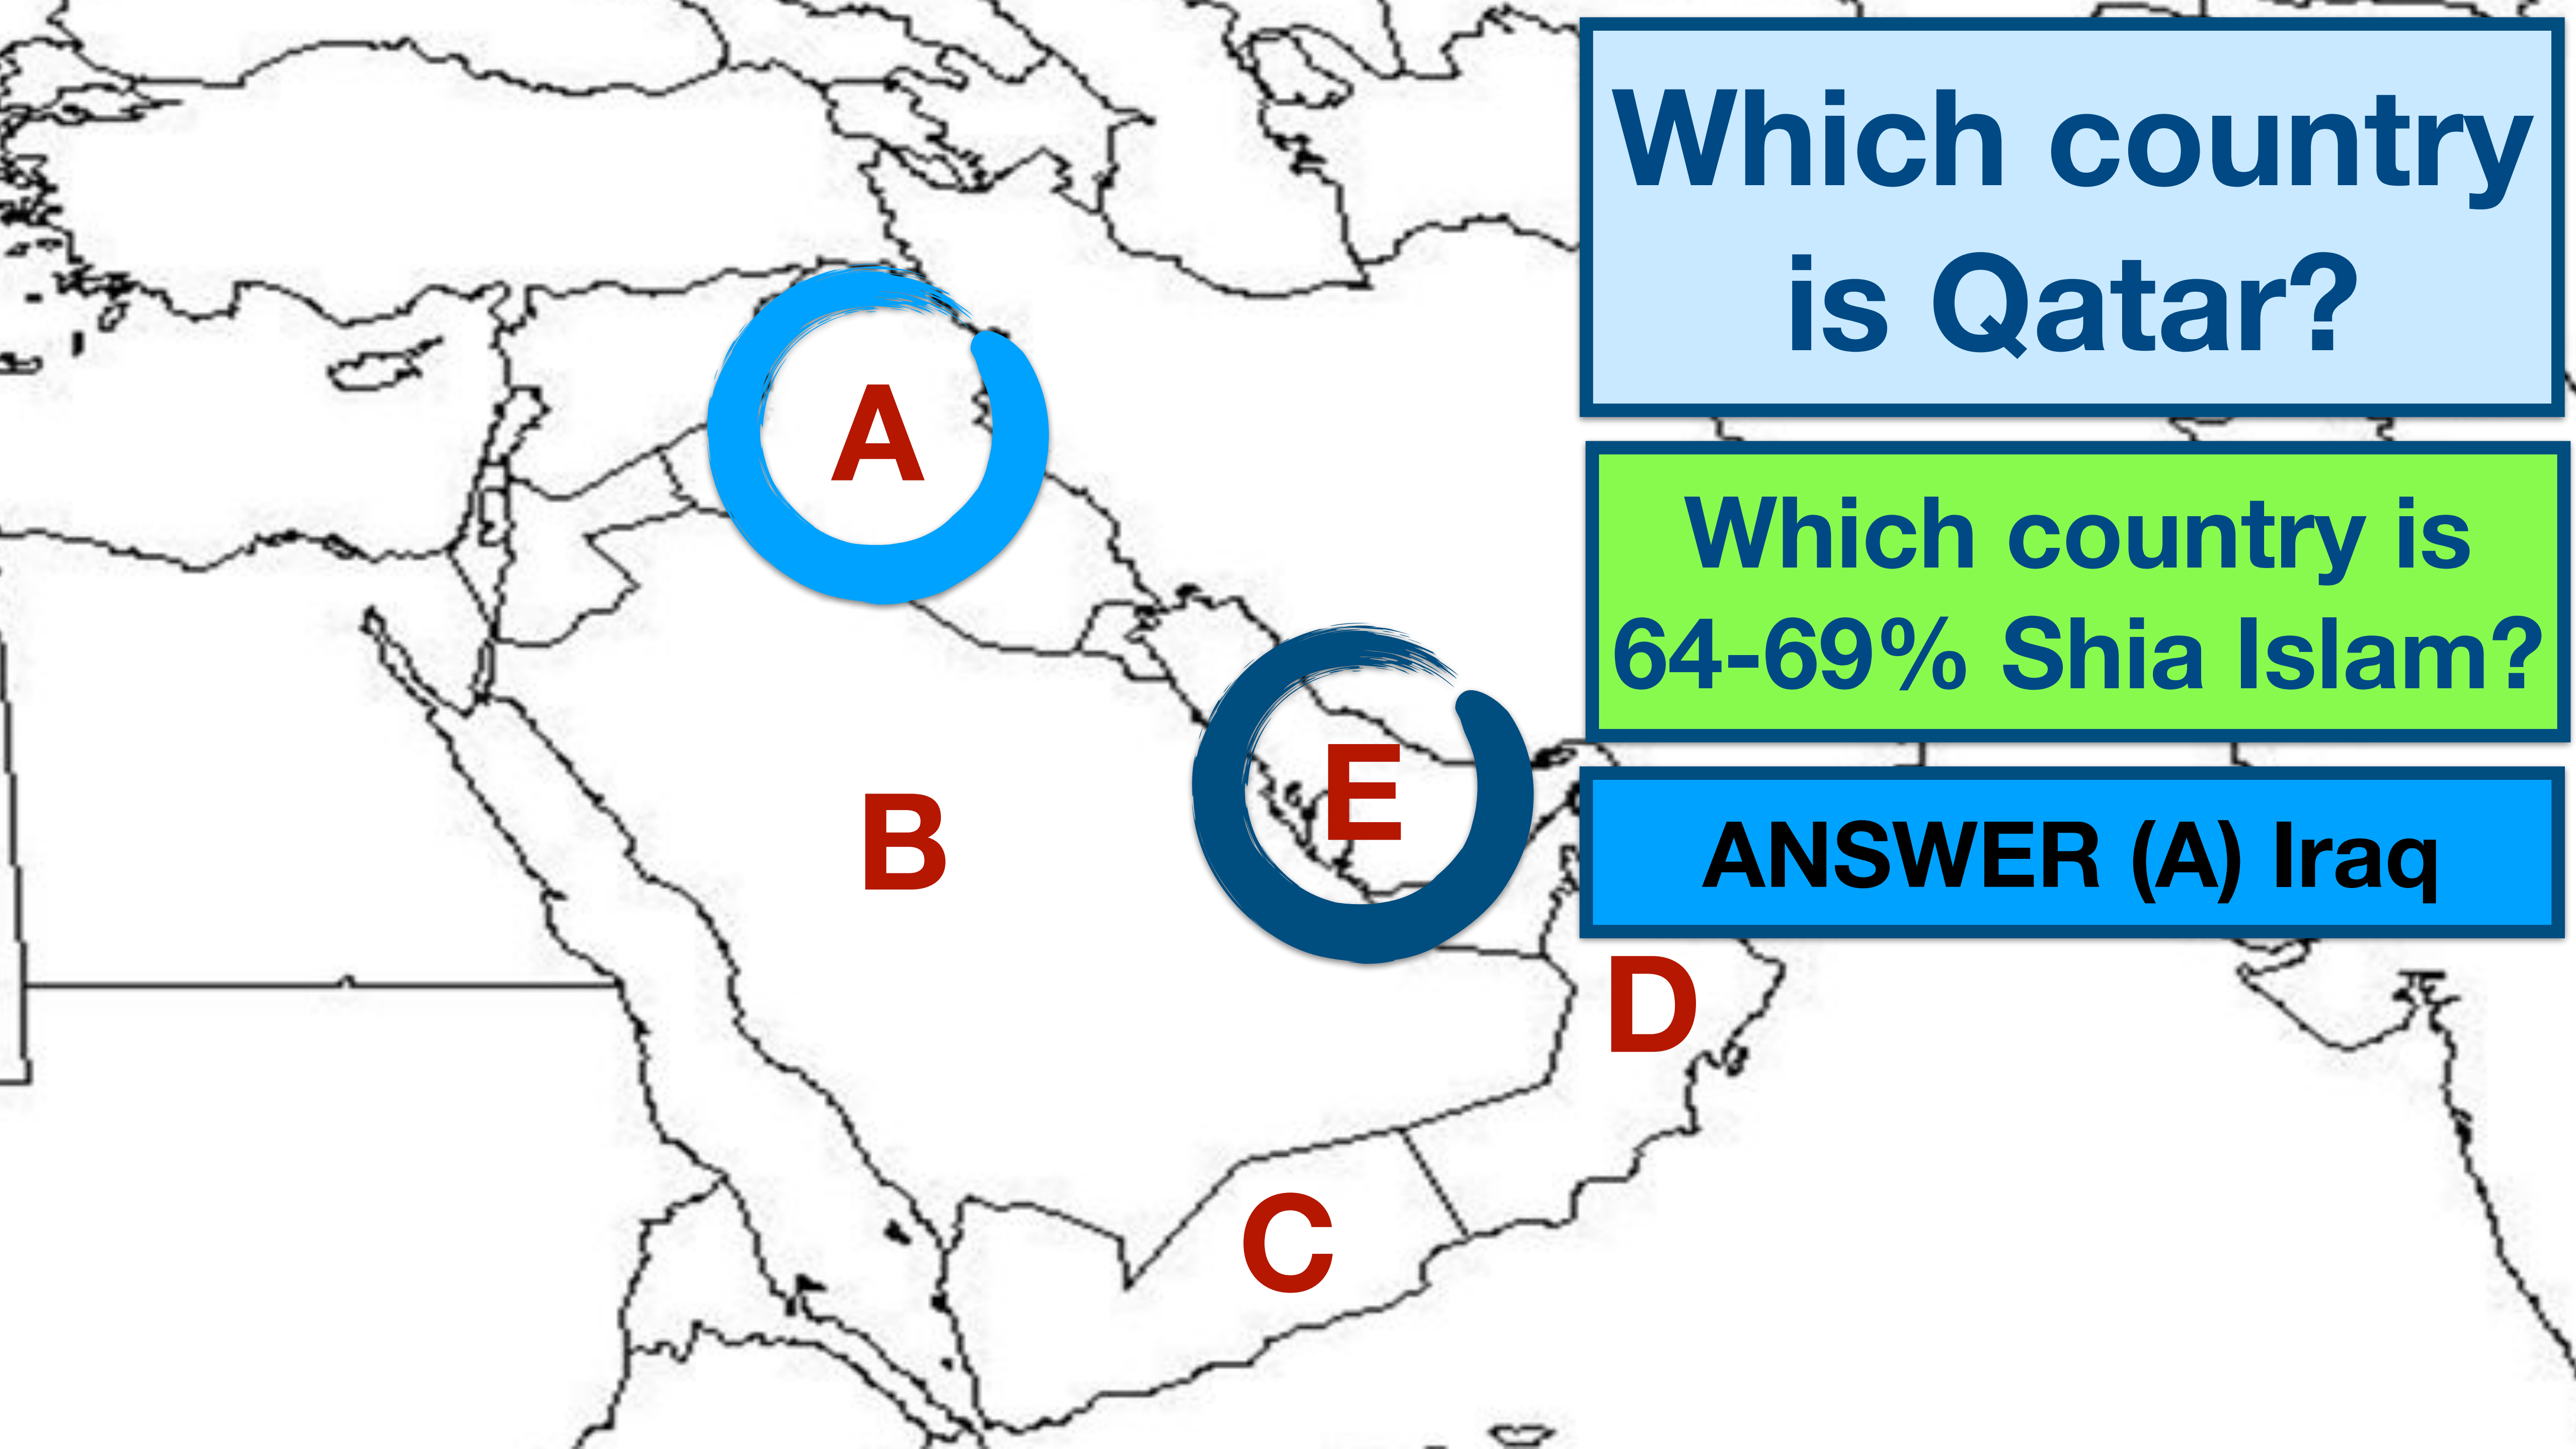 Which country
is Qatar?
Which country is
64-69% Shia Islam?
ANSWER (A) Iraq
A
B
E
D
C